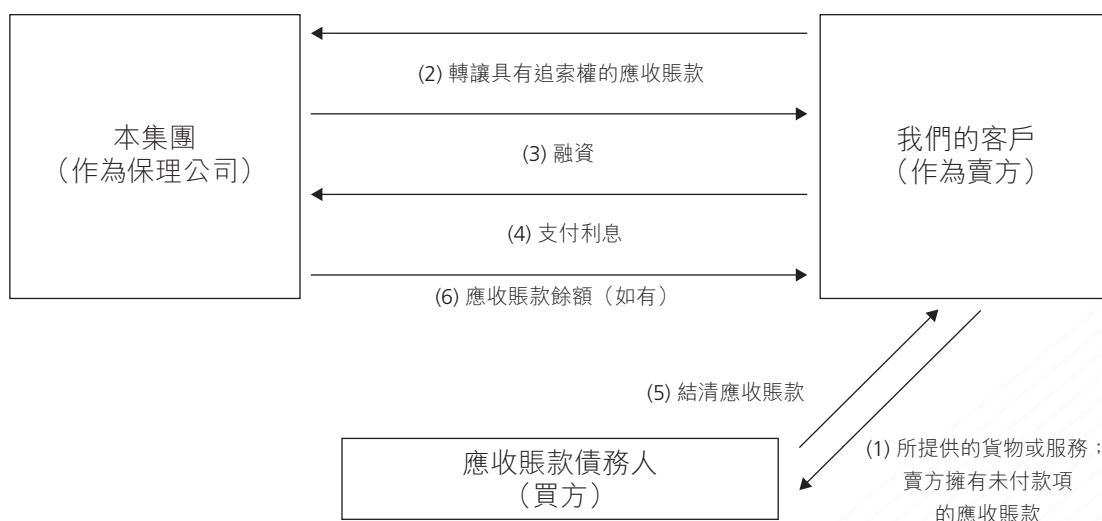 (2) 轉讓具有追索權的應收賬款
本集團
（作為保理公司）
(3) 融資
我們的客戶
（作為賣方）
(4) 支付利息
(6) 應收賬款餘額（如有）
(5) 結清應收賬款
應收賬款債務人
（買方）
(1) 所提供的貨物或服務；
賣方擁有未付款項
的應收賬款